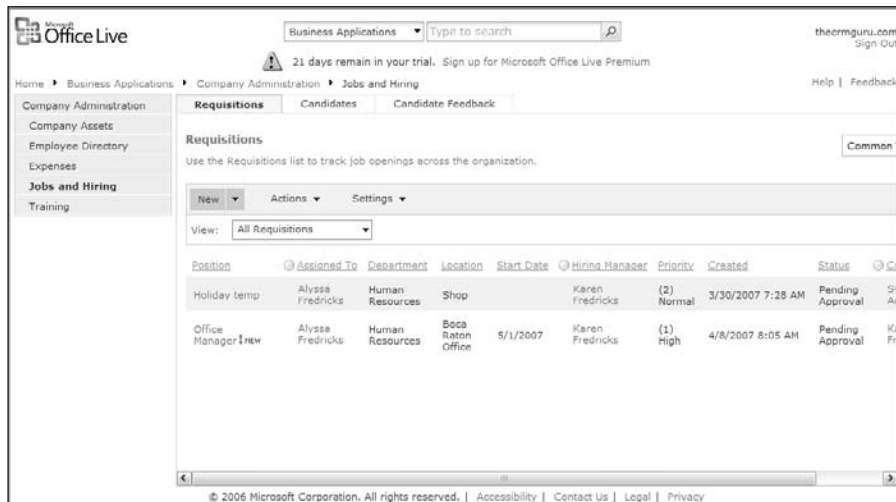 Microsoft
Office Live
Business Applications
Type to search
thecrmguru.com
Sign Out
21 days remain in your trial. Sign up for Microsoft Office Live Premium
Home Business Applications Company Administration Jobs and Hiring
Help | Feedback
Company Administration
Company Assets
Employee Directory
Expenses
Jobs and Hiring
Training
Requisitions Candidates Candidate Feedback
Requisitions
Use the Requisitions list to track job openings across the organization.
Common
New Actions Settings
View: All Requisitions
Position Assigned To Department Location Start Date Hiring Manager Priority Created Status
Holiday temp Alyssa Fredricks Human Resources Shop Karen Fredricks (2) Normal 3/30/2007 7:28 AM Pending Approval
Office Manager ! NEW Alyssa Fredricks Human Resources Boca Raton Office 5/1/2007 Karen Fredricks (1) High 4/8/2007 8:05 AM Pending Approval
© 2006 Microsoft Corporation. All rights reserved. | Accessibility | Contact Us | Legal | Privacy